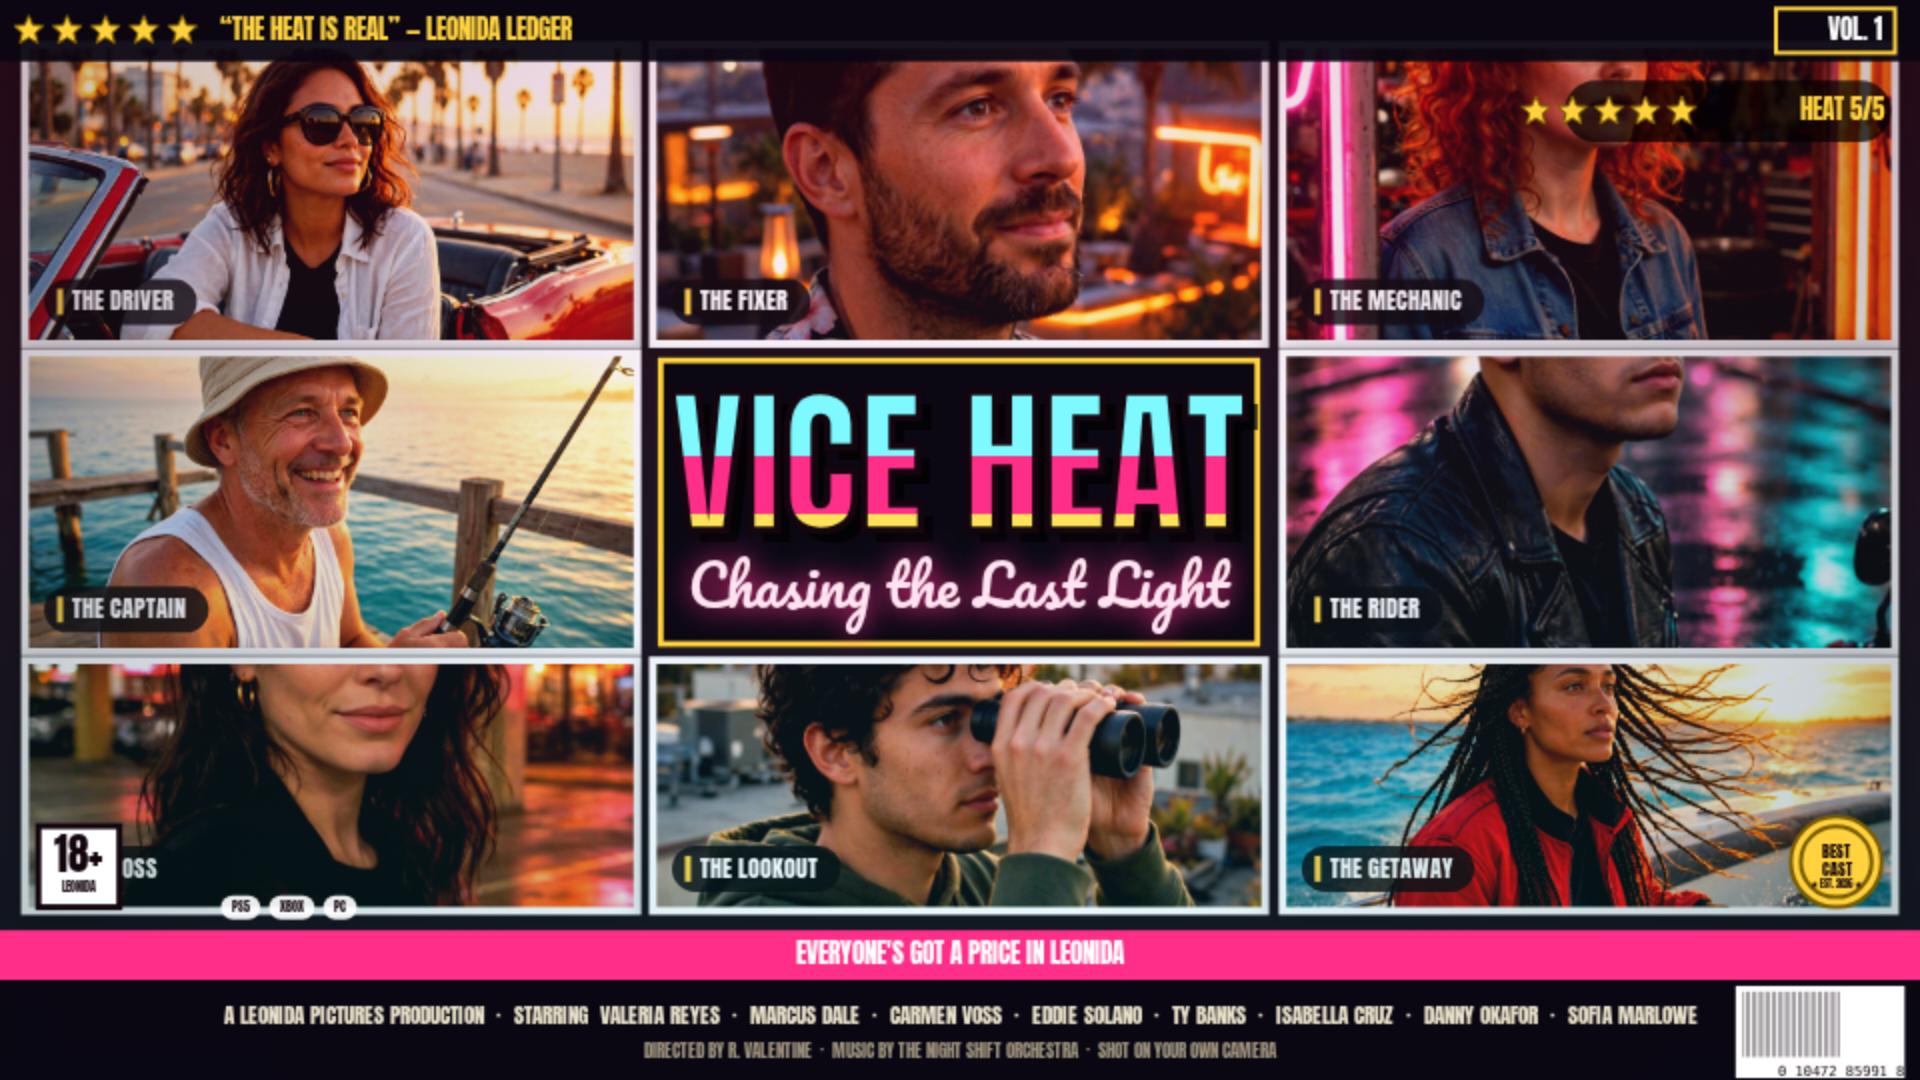 “THE HEAT IS REAL” – LEONIDA LEDGER
VOL. 1
HEAT 5/5
THE DRIVER
THE FIXER
THE MECHANIC
VICE HEAT
Chasing the Last Light
THE CAPTAIN
THE RIDER
18+
LEONIDA
OSS
PS5
XBOX
PC
THE LOOKOUT
THE GETAWAY
BEST
CAST
EVERYONE'S GOT A PRICE IN LEONIDA
A LEONIDA PICTURES PRODUCTION · STARRING VALERIA REYES · MARCUS DALE · CARMEN VOSS · EDDIE SOLANO · TY BANKS · ISABELLA CRUZ · DANNY OKAFOR · SOFIA MARLOWE
DIRECTED BY R. VALENTINE · MUSIC BY THE NIGHT SHIFT ORCHESTRA · SHOT ON YOUR OWN CAMERA
0 10472 85991 8